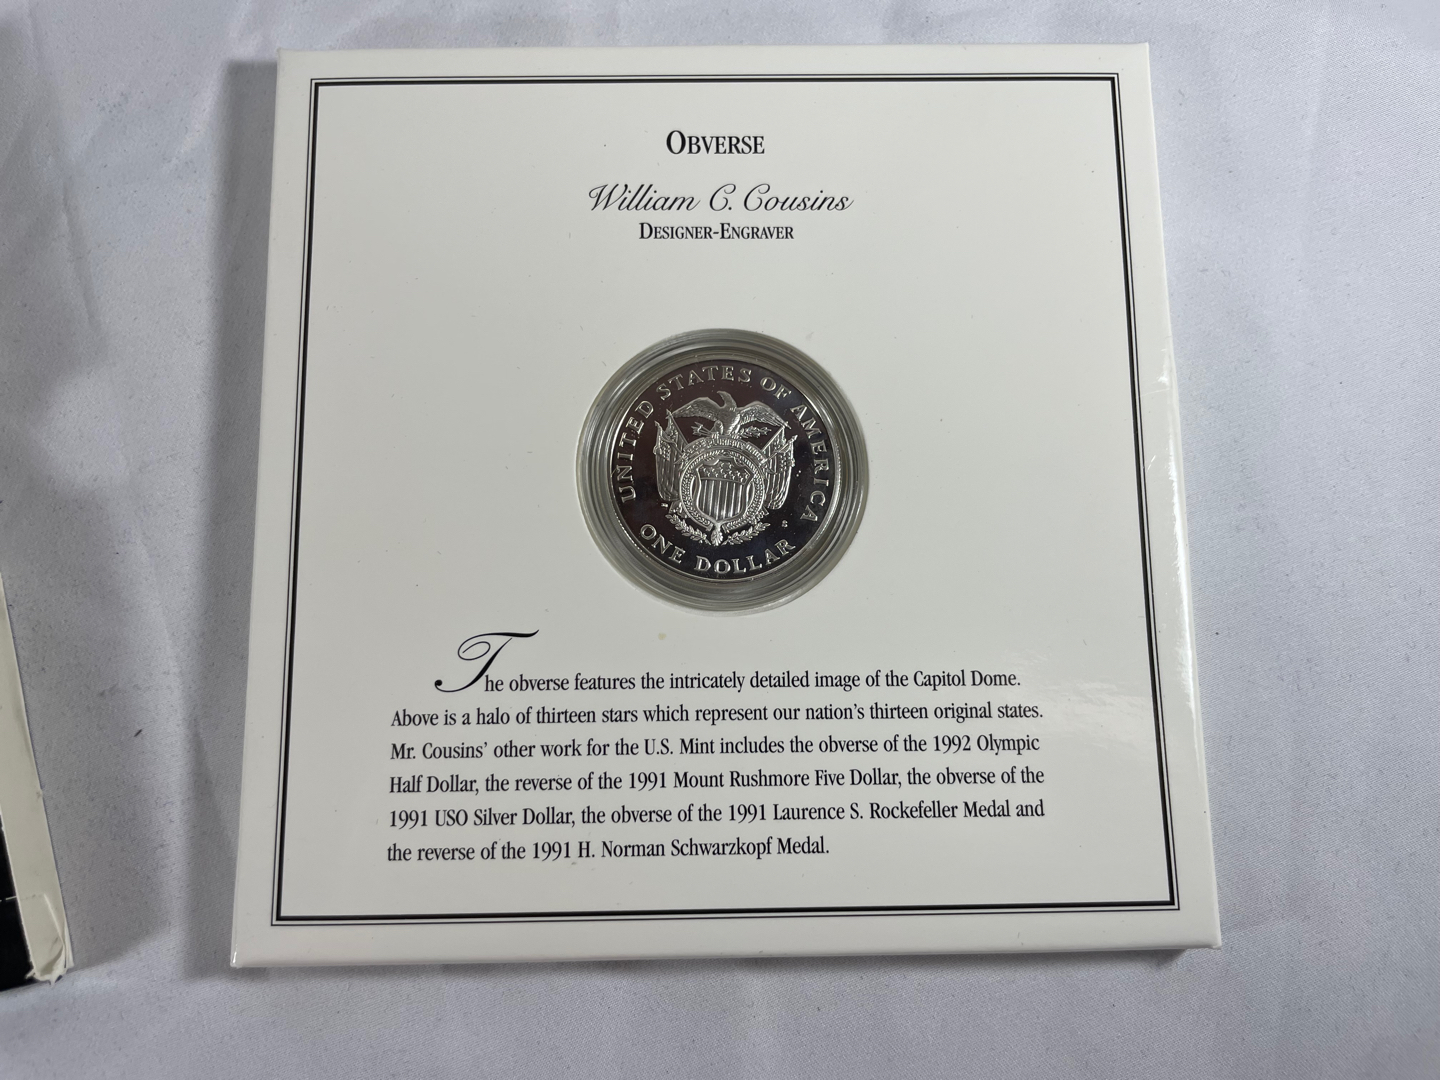 OBVERSE
William C. Cousins
DESIGNER-ENGRAVER
UNITED STATES OF AMERICA
S
ONE DOLLAR
The obverse features the intricately detailed image of the Capitol Dome.
Above is a halo of thirteen stars which represent our nation's thirteen original states.
Mr. Cousins' other work for the U.S. Mint includes the obverse of the 1992 Olympic
Half Dollar, the reverse of the 1991 Mount Rushmore Five Dollar, the obverse of the
1991 USO Silver Dollar, the obverse of the 1991 Laurence S. Rockefeller Medal and
the reverse of the 1991 H. Norman Schwarzkopf Medal.